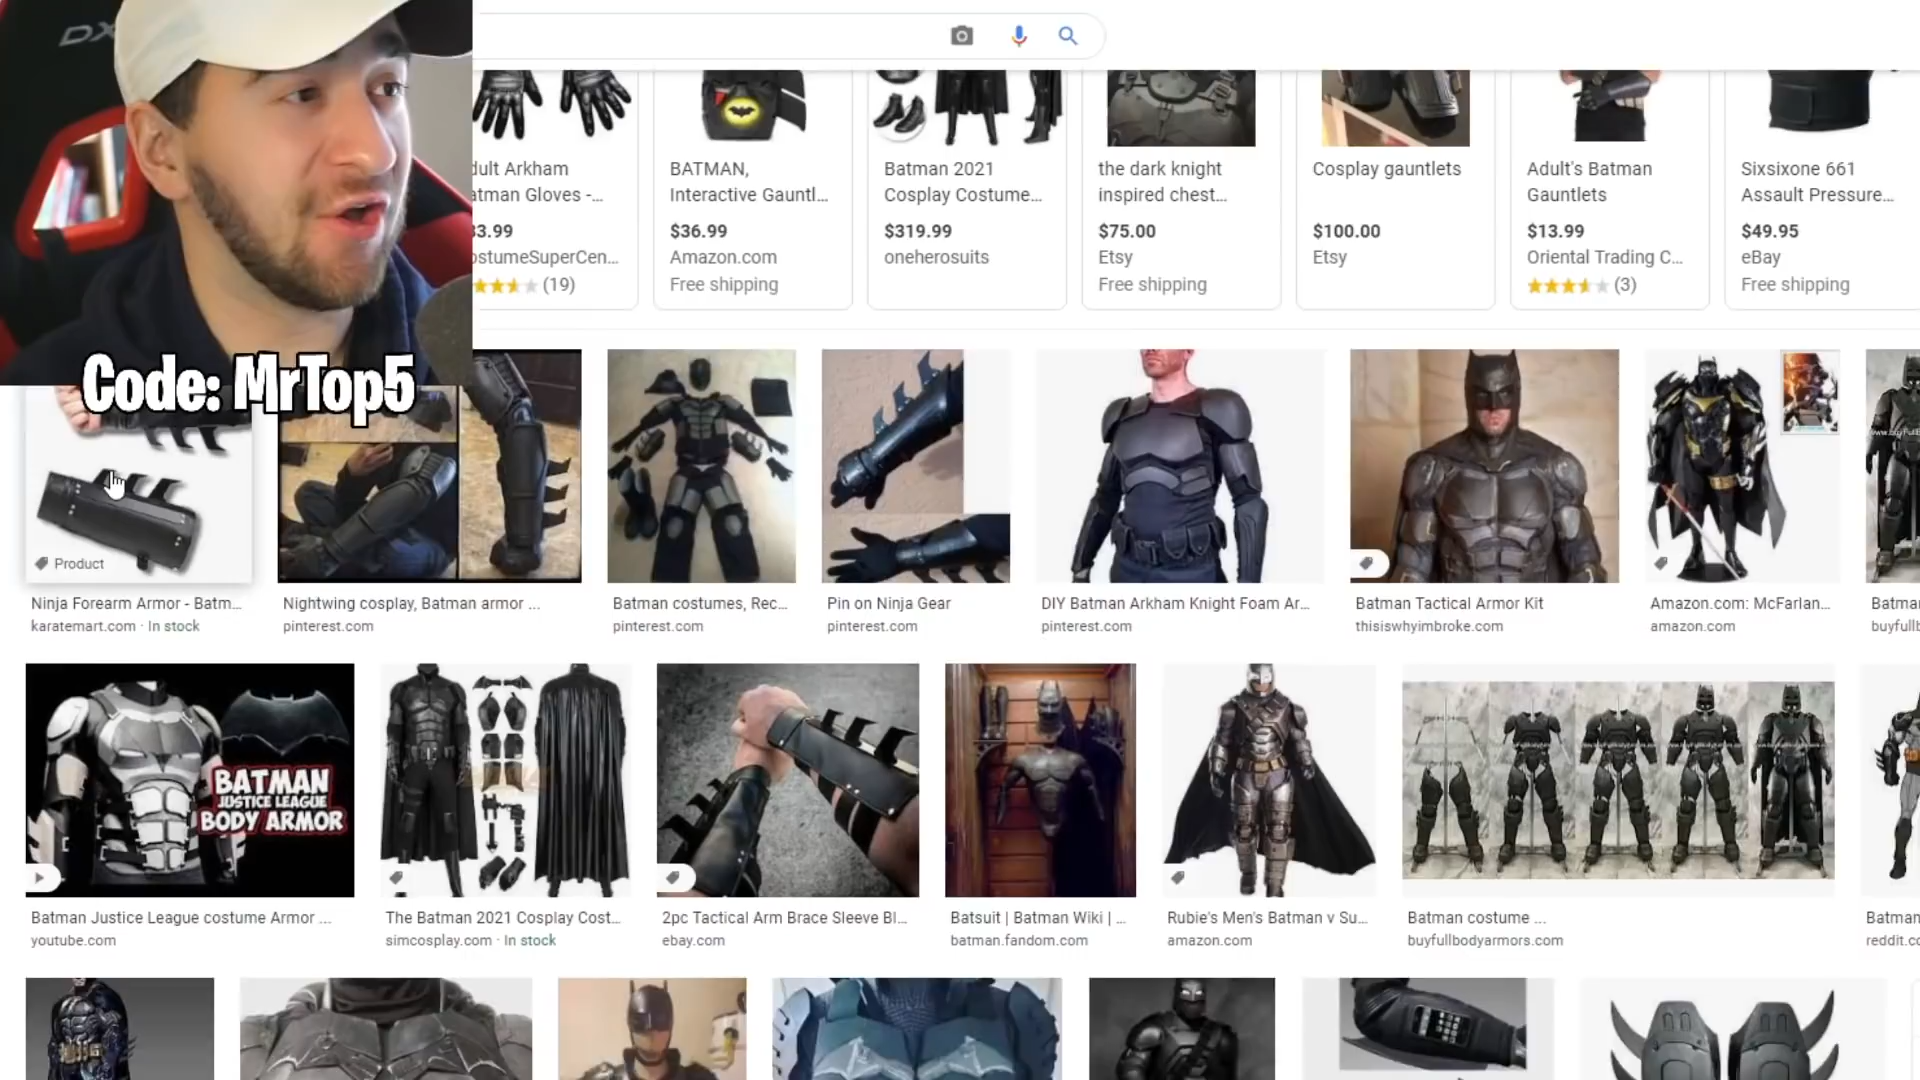 DX
dult Arkham
atman Gloves -...
3.99
ostumeSuperCen...
(19)
BATMAN,
Interactive Gauntl...
$36.99
Amazon.com
Free shipping
Batman 2021
Cosplay Costume...
$319.99
oneherosuits
the dark knight
inspired chest...
$75.00
Etsy
Free shipping
Cosplay gauntlets
$100.00
Etsy
Adult's Batman
Gauntlets
$13.99
Oriental Trading C...
(3)
Sixsixone 661
Assault Pressure...
$49.95
eBay
Free shipping
Code: MrTop5
Product
Ninja Forearm Armor - Batm...
karatemart.com · In stock
Nightwing cosplay, Batman armor ...
pinterest.com
Batman costumes, Rec...
pinterest.com
Pin on Ninja Gear
pinterest.com
DIY Batman Arkham Knight Foam Ar...
pinterest.com
Batman Tactical Armor Kit
thisiswhyimbroke.com
Amazon.com: McFarlan...
amazon.com
Batma
buyfullb
BATMAN
JUSTICE LEAGUE
BODY ARMOR
Batman Justice League costume Armor ...
youtube.com
The Batman 2021 Cosplay Cost...
simcosplay.com · In stock
2pc Tactical Arm Brace Sleeve Bl...
ebay.com
Batsuit | Batman Wiki | ...
batman.fandom.com
Rubie's Men's Batman v Su...
amazon.com
Batman costume ...
buyfullbodyarmors.com
Batman
reddit.co